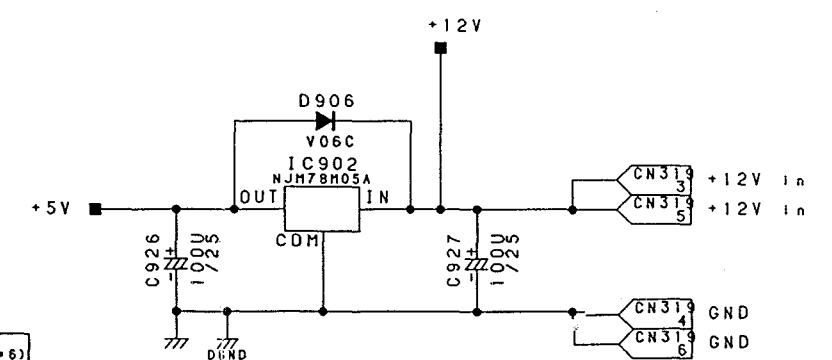 +12V
D906
V06C
IC902
NJM78M05A
OUT
IN
COM
+5V
C926
+
-
100U
/25
C927
+
-
100U
/25
CN319
3
+12V in
CN319
5
+12V in
CN319
4
GND
CN319
6
GND
DGND
6)